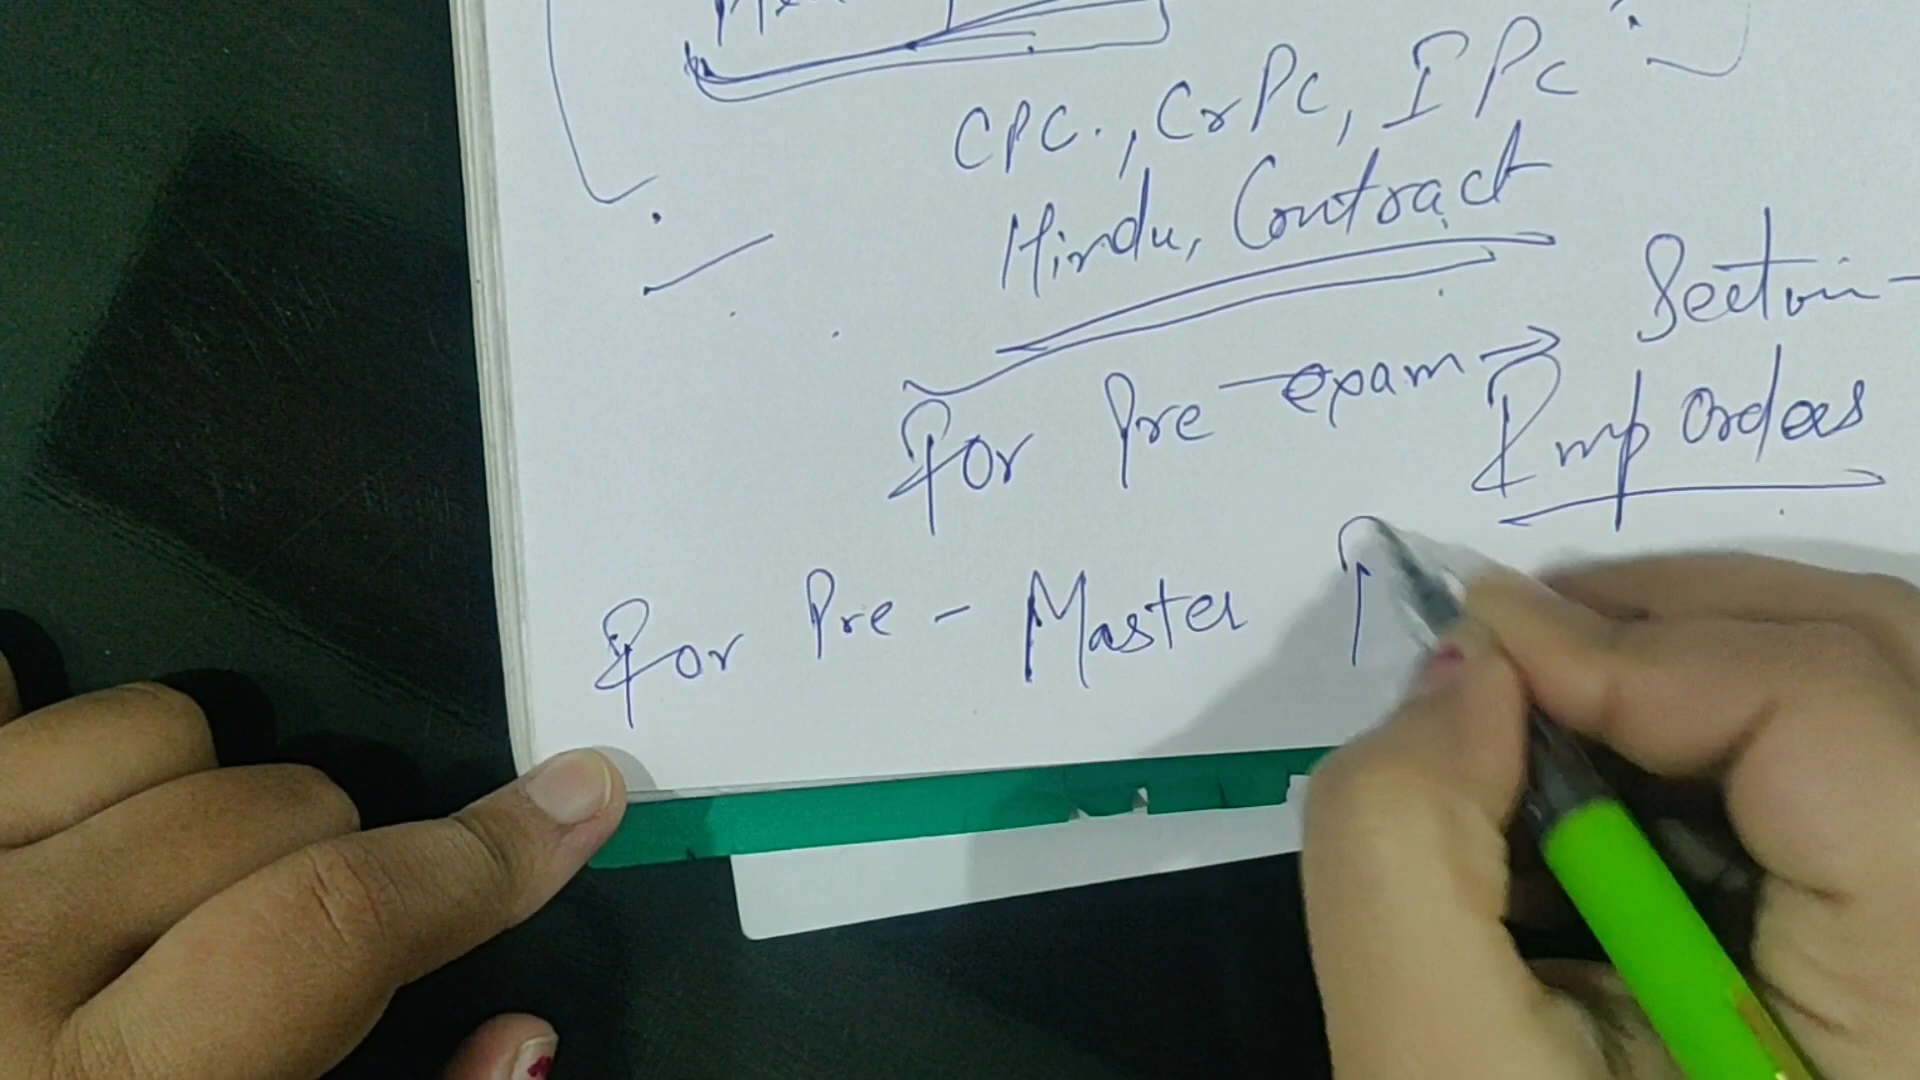 CPC., CrPC, IPC
Hindu, Contract
For Pre-exam → Section-
Imp Orders
For Pre - Master